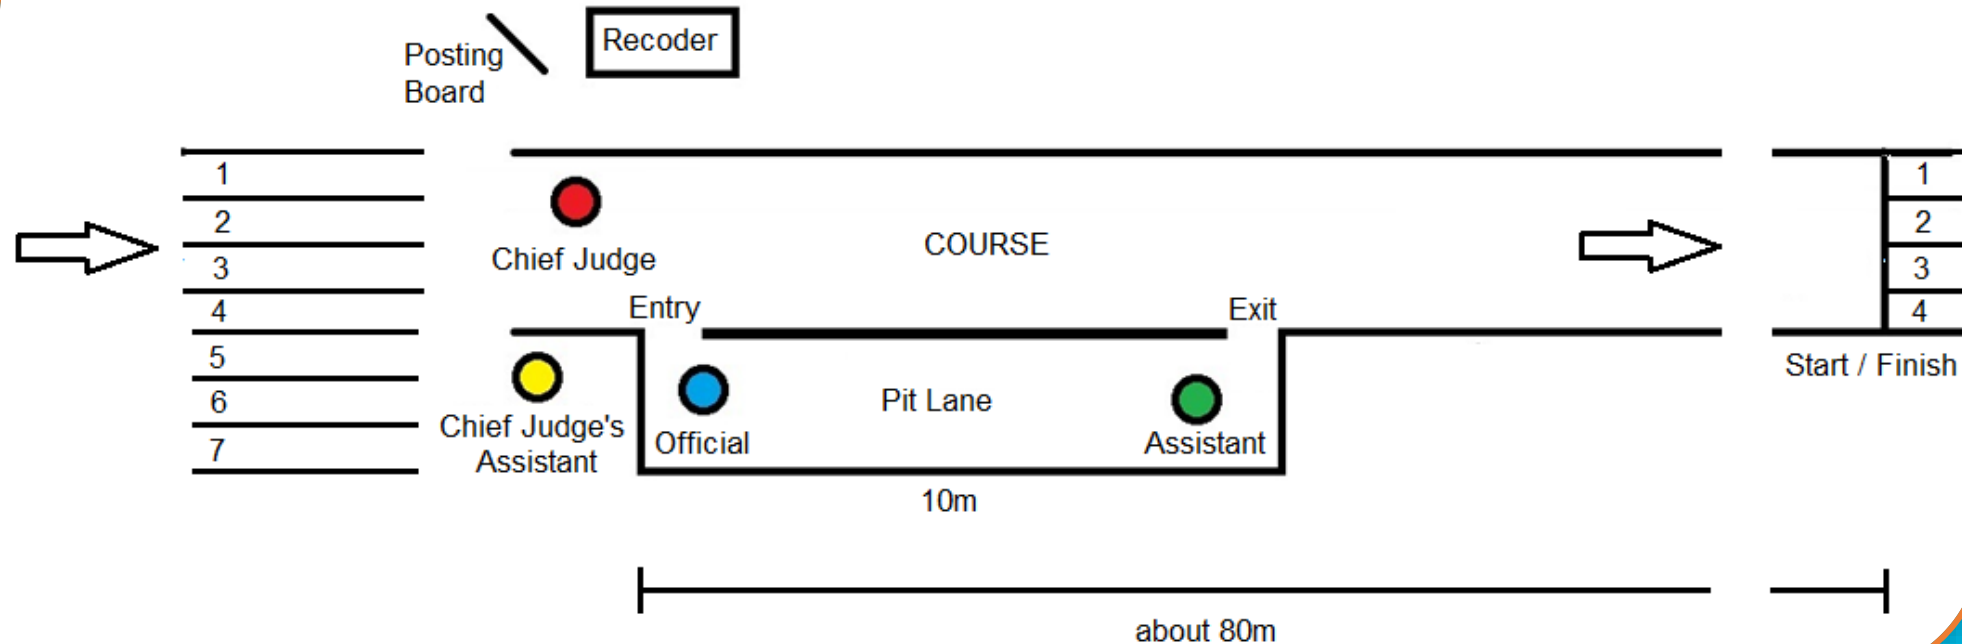 Posting
Board
Recoder
1
2
3
4
5
6
7
Chief Judge
COURSE
Entry
Exit
1
2
3
4
Start / Finish
Chief Judge's
Assistant
Official
Pit Lane
Assistant
10m
about 80m